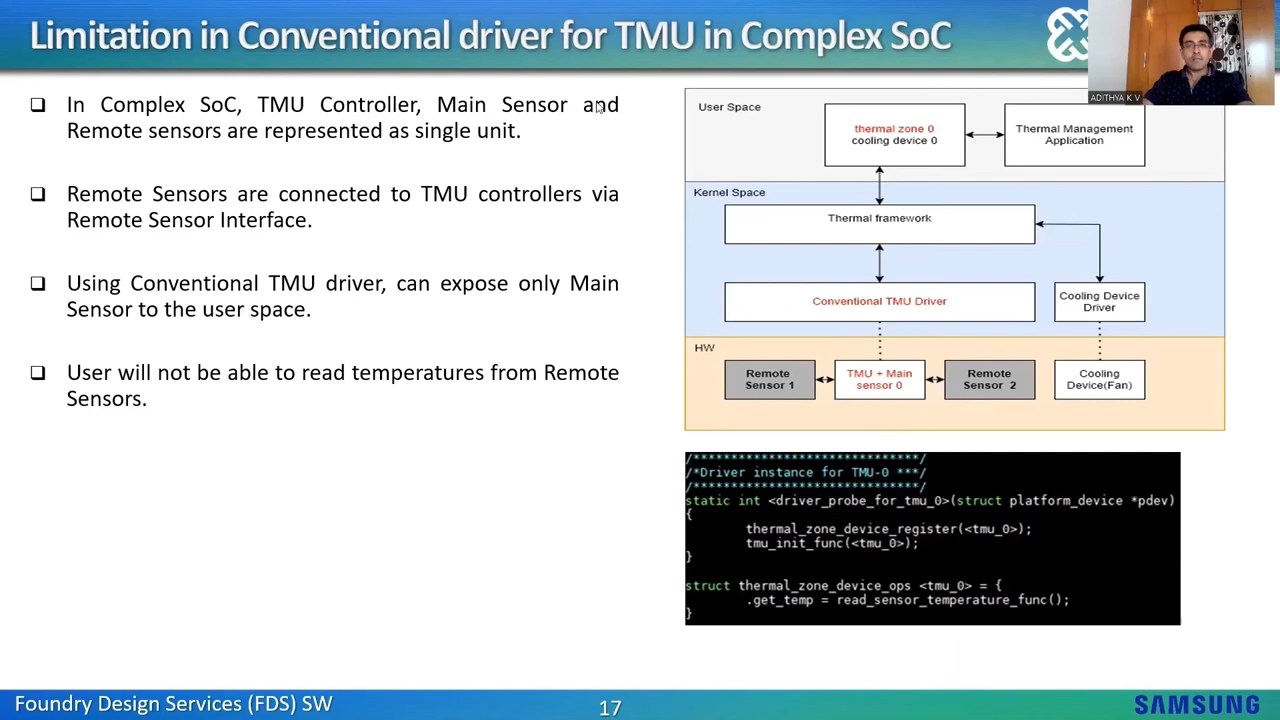 Limitation in Conventional driver for TMU in Complex SoC
ADITHYA K V
In Complex SoC, TMU Controller, Main Sensor and
Remote sensors are represented as single unit.
Remote Sensors are connected to TMU controllers via
Remote Sensor Interface.
Using Conventional TMU driver, can expose only Main
Sensor to the user space.
User will not be able to read temperatures from Remote
Sensors.
User Space
thermal zone 0
cooling device 0
Thermal Management
Application
Kernel Space
Thermal framework
Conventional TMU Driver
Cooling Device
Driver
HW
Remote
Sensor 1
TMU + Main
sensor 0
Remote
Sensor 2
Cooling
Device(Fan)
/******************************/
/*Driver instance for TMU-0 ***/
/******************************/
static int <driver_probe_for_tmu_0>(struct platform_device *pdev)
{
thermal_zone_device_register(<tmu_0>);
tmu_init_func(<tmu_0>);
}
struct thermal_zone_device_ops <tmu_0> = {
.get_temp = read_sensor_temperature_func();
}
Foundry Design Services (FDS) SW
17
SAMSUNG